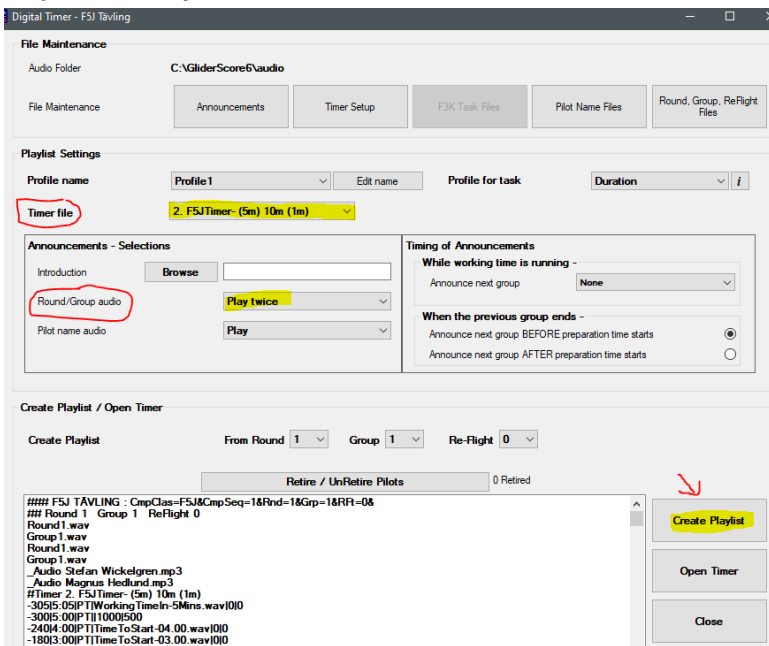 Digital Timer - F5J Tävling
File Maintenance
Audio Folder C:\GliderScore6\audio
File Maintenance Announcements Timer Setup F3K Task Files Pilot Name Files Round, Group, ReFlight Files
Playlist Settings
Profile name Profile1 Edit name Profile for task Duration i
Timer file 2. F5JTimer- (5m) 10m (1m)
Announcements - Selections
Introduction Browse
Round/Group audio Play twice
Pilot name audio Play
Timing of Announcements
While working time is running -
Announce next group None
When the previous group ends -
Announce next group BEFORE preparation time starts
Announce next group AFTER preparation time starts
Create Playlist / Open Timer
Create Playlist From Round 1 Group 1 Re-Flight 0
Retire / UnRetire Pilots 0 Retired
#### F5J TÄVLING : CmpClas=F5J&CmpSeq=1&Rnd=1&Grp=1&RFt=0&
## Round 1 Group 1 ReFlight 0
Round1.wav
Group1.wav
Round1.wav
Group1.wav
_Audio Stefan Wickelgren.mp3
_Audio Magnus Hedlund.mp3
#Timer 2. F5JTimer- (5m) 10m (1m)
-305|5:05|PT|WorkingTimeIn-5Mins.wav|0|0
-300|5:00|PT||1000|500
-240|4:00|PT|TimeToStart-04.00.wav|0|0
-180|3:00|PT|TimeToStart-03.00.wav|0|0
Create Playlist
Open Timer
Close